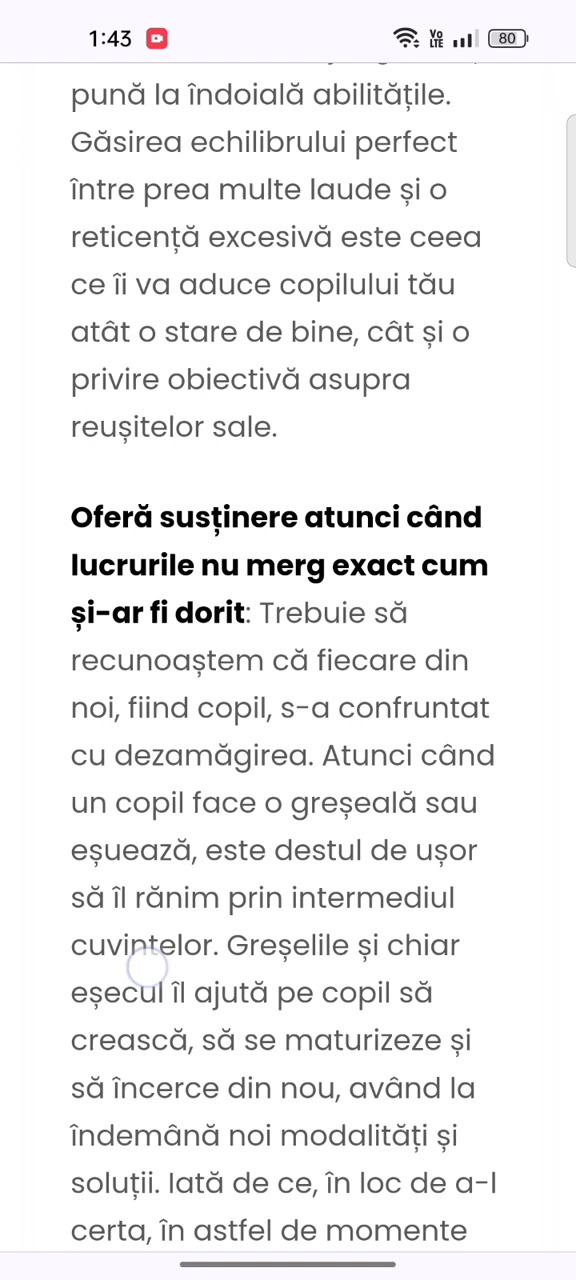 1:43
Vo LTE
80
pună la îndoială abilitățile.
Găsirea echilibrului perfect
între prea multe laude și o
reticență excesivă este ceea
ce îi va aduce copilului tău
atât o stare de bine, cât și o
privire obiectivă asupra
reușitelor sale.
Oferă susținere atunci când
lucrurile nu merg exact cum
și-ar fi dorit: Trebuie să
recunoaștem că fiecare din
noi, fiind copil, s-a confruntat
cu dezamăgirea. Atunci când
un copil face o greșeală sau
eșuează, este destul de ușor
să îl rănim prin intermediul
cuvintelor. Greșelile și chiar
eșecul îl ajută pe copil să
crească, să se maturizeze și
să încerce din nou, având la
îndemână noi modalități și
soluții. Iată de ce, în loc de a-l
certa, în astfel de momente